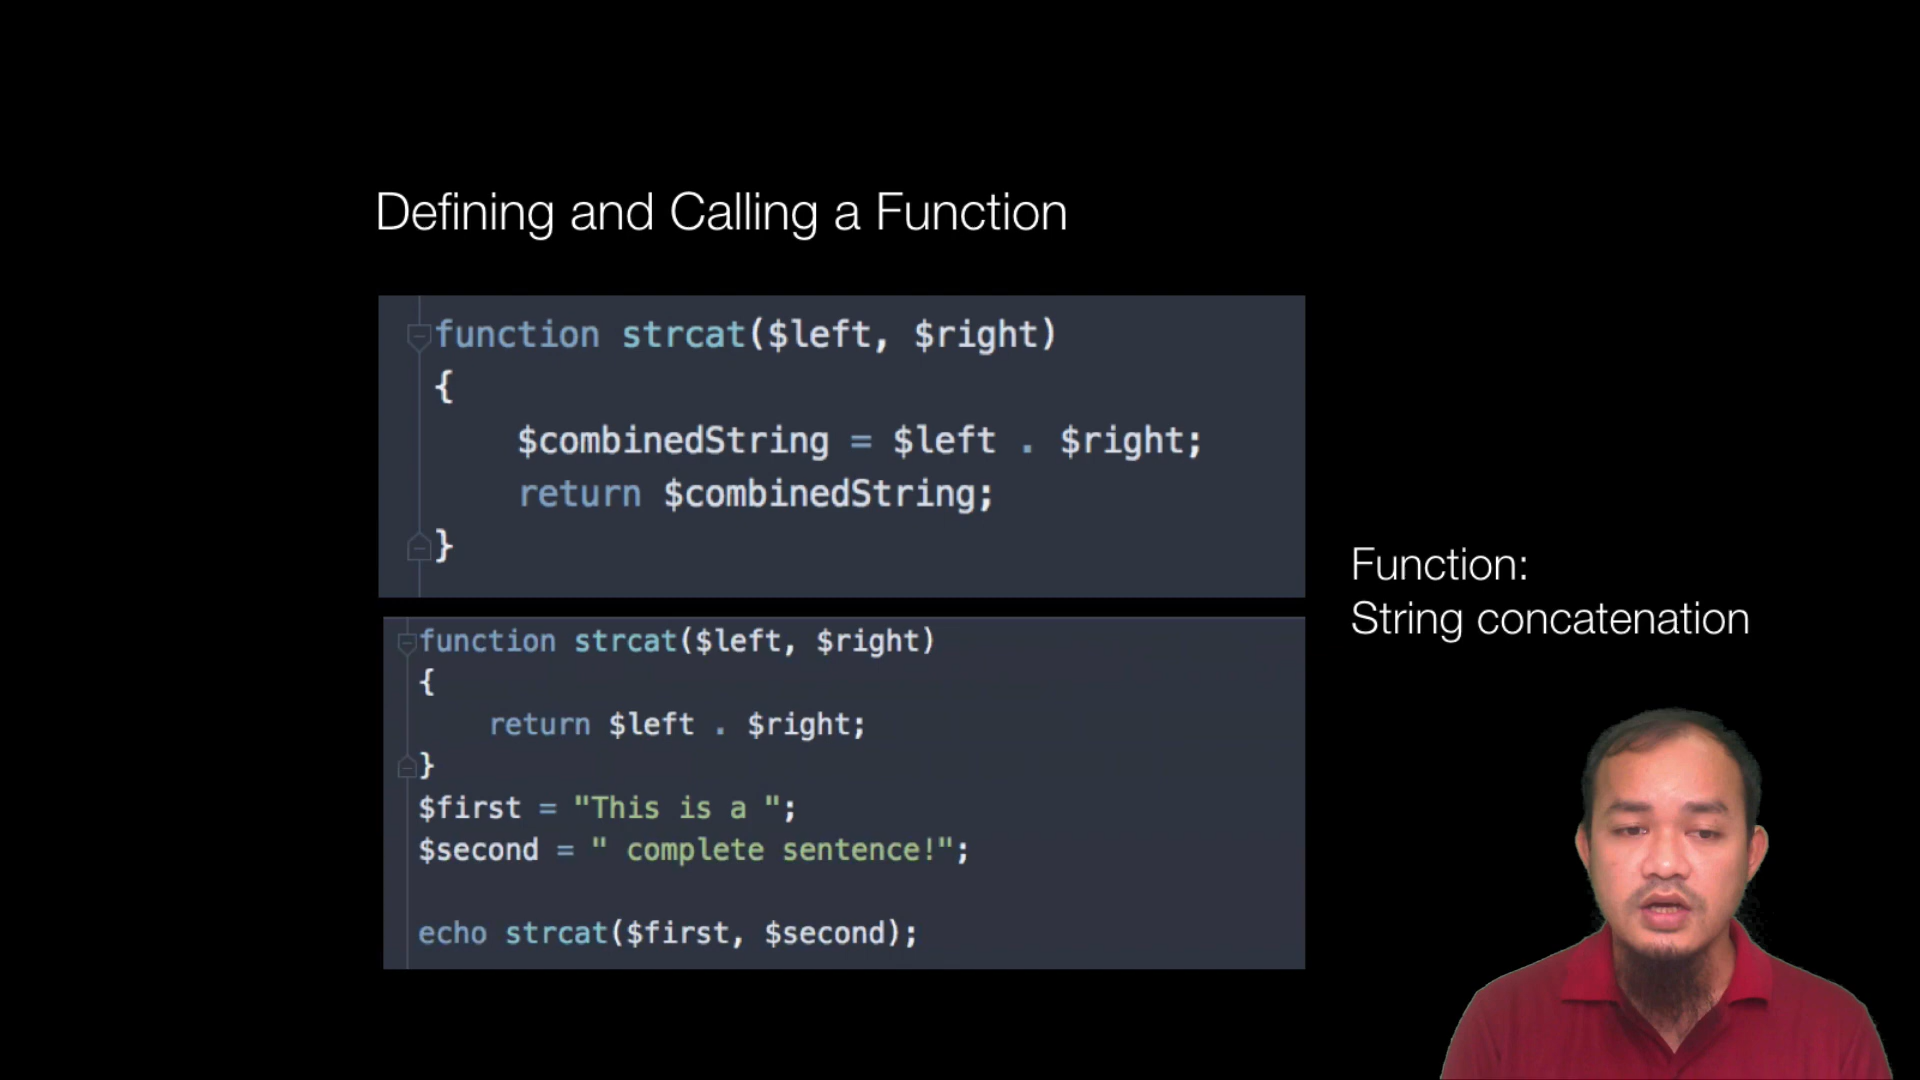 Defining and Calling a Function
function strcat($left, $right)
{
    $combinedString = $left . $right;
    return $combinedString;
}
function strcat($left, $right)
{
    return $left . $right;
}
$first = "This is a ";
$second = " complete sentence!";
echo strcat($first, $second);
Function:
String concatenation